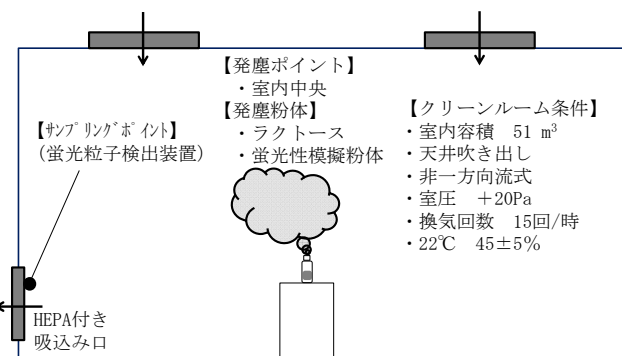 【発塵ポイント】
・室内中央
【発塵粉体】
・ラクトース
・蛍光性模擬粉体
【ｻﾝﾌﾟﾘﾝｸﾞﾎﾟｲﾝﾄ】
（蛍光粒子検出装置）
【クリーンルーム条件】
・室内容積　51 m³
・天井吹き出し
・非一方向流式
・室圧　＋20Pa
・換気回数　15回/時
・22℃　45±5%
HEPA付き
吸込み口